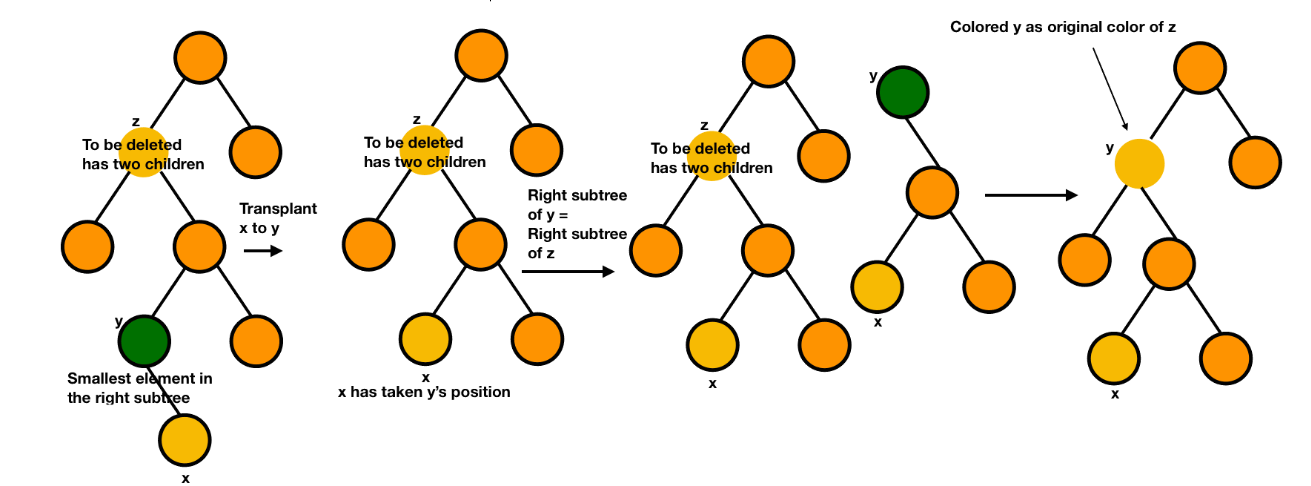 z
To be deleted
has two children
y
Smallest element in
the right subtree
x
Transplant
x to y
z
To be deleted
has two children
x
x has taken y's position
Right subtree
of y =
Right subtree
of z
z
To be deleted
has two children
x
y
x
Colored y as original color of z
y
x